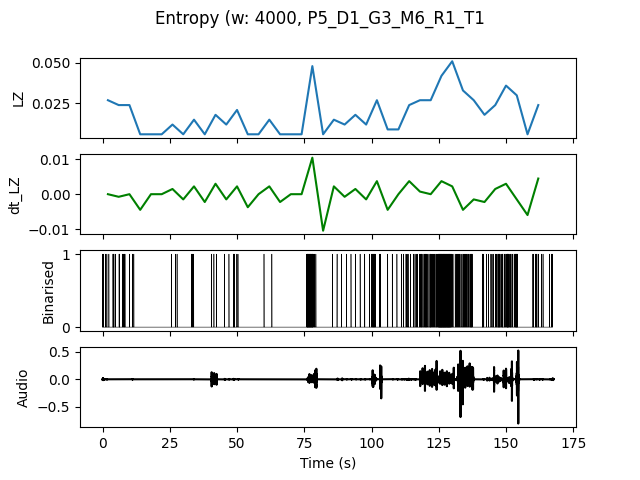 Entropy (w: 4000, P5_D1_G3_M6_R1_T1
0.050
0.025
LZ
0.01
0.00
−0.01
dt_LZ
1
0
Binarised
0.5
0.0
−0.5
Audio
0 25 50 75 100 125 150 175
Time (s)